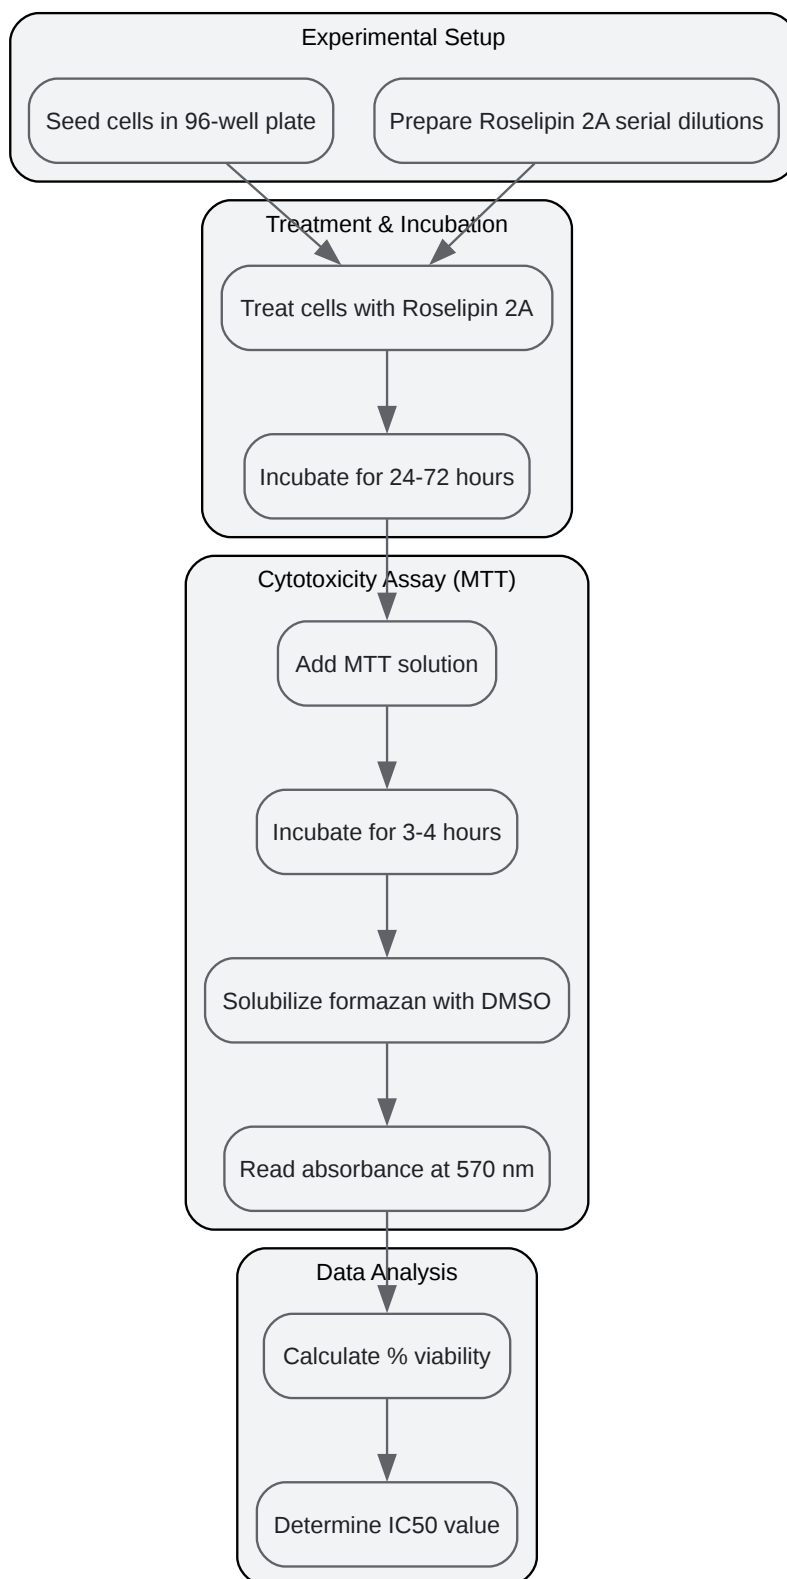 Experimental Setup
Seed cells in 96-well plate
Prepare Roselipin 2A serial dilutions
Treatment & Incubation
Treat cells with Roselipin 2A
Incubate for 24-72 hours
Cytotoxicity Assay (MTT)
Add MTT solution
Incubate for 3-4 hours
Solubilize formazan with DMSO
Read absorbance at 570 nm
Data Analysis
Calculate % viability
Determine IC50 value